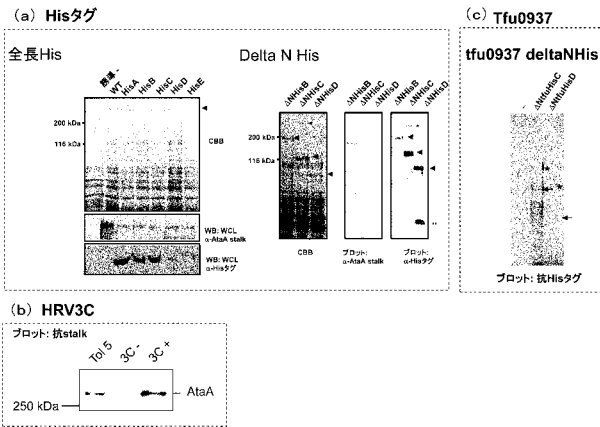 (a) Hisタグ
全長His
誘導 -
WT
HisA
HisB
HisC
HisD
HisE
200 kDa
116 kDa
CBB
WB: WCL
α-AtaA stalk
WB: WCL
α-Hisタグ
Delta N His
ΔNHisB
ΔNHisC
ΔNHisD
ΔNHisB
ΔNHisC
ΔNHisD
ΔNHisB
ΔNHisC
ΔNHisD
200 kDa
116 kDa
CBB
ブロット:
α-AtaA stalk
ブロット:
α-Hisタグ
(c) Tfu0937
tfu0937 deltaNHis
ΔNtfuHisC
ΔNtfuHisD
ブロット: 抗Hisタグ
(b) HRV3C
ブロット: 抗stalk
Tol 5
3C -
3C +
AtaA
250 kDa